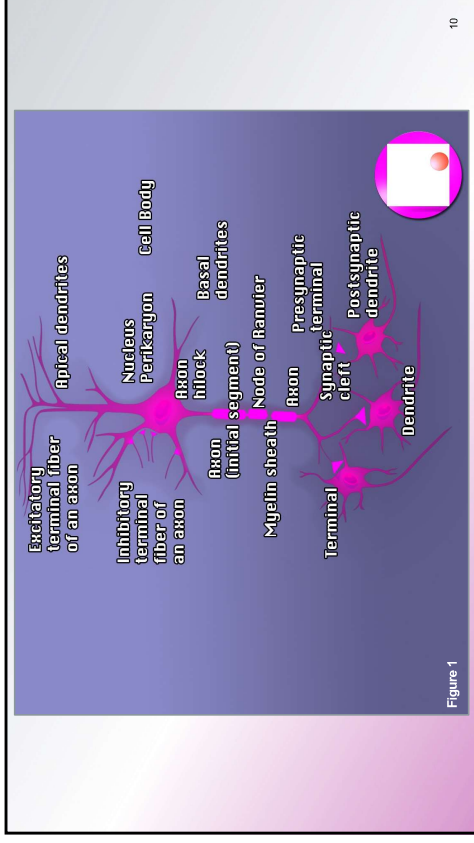 Excitatory
terminal fiber
of an axon
Apical dendrites
Inhibitory
terminal
fiber of
an axon
Nucleus
Perikaryon
Cell Body
Axon
hilock
Basal
dendrites
Axon
(initial segment)
Node of Ranvier
Myelin sheath
Axon
Presynaptic
terminal
Synaptic
cleft
Postsynaptic
dendrite
Terminal
Dendrite
Figure 1
10